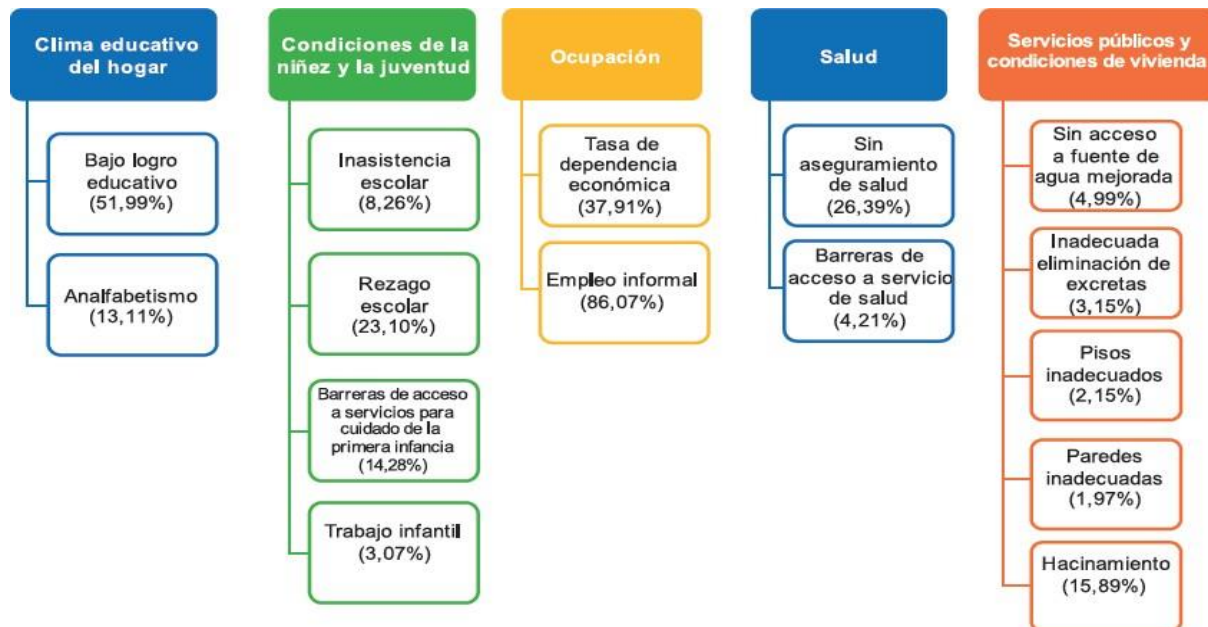 Clima educativo
del hogar
Bajo logro
educativo
(51,99%)
Analfabetismo
(13,11%)
Condiciones de la
niñez y la juventud
Inasistencia
escolar
(8,26%)
Rezago
escolar
(23,10%)
Barreras de acceso
a servicios para
cuidado de la
primera infancia
(14,28%)
Trabajo infantil
(3,07%)
Ocupación
Tasa de
dependencia
económica
(37,91%)
Empleo informal
(86,07%)
Salud
Sin
aseguramiento
de salud
(26,39%)
Barreras de
acceso a servicio
de salud
(4,21%)
Servicios públicos y
condiciones de vivienda
Sin acceso
a fuente de
agua mejorada
(4,99%)
Inadecuada
eliminación de
excretas
(3,15%)
Pisos
inadecuados
(2,15%)
Paredes
inadecuadas
(1,97%)
Hacinamiento
(15,89%)